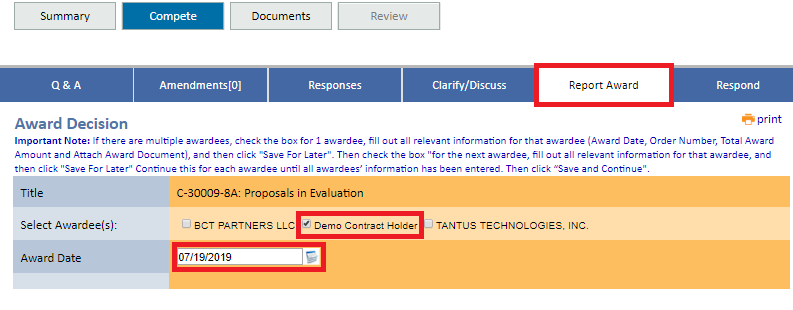 Summary Compete Documents Review
Q & A Amendments[0] Responses Clarify/Discuss Report Award Respond
print
Award Decision
Important Note: If there are multiple awardees, check the box for 1 awardee, fill out all relevant information for that awardee (Award Date, Order Number, Total Award
Amount and Attach Award Document), and then click "Save For Later". Then check the box "for the next awardee, fill out all relevant information for that awardee, and
then click "Save For Later" Continue this for each awardee until all awardees’ information has been entered. Then click “Save and Continue".
Title C-30009-8A: Proposals in Evaluation
Select Awardee(s): BCT PARTNERS LLC Demo Contract Holder TANTUS TECHNOLOGIES, INC.
Award Date 07/19/2019